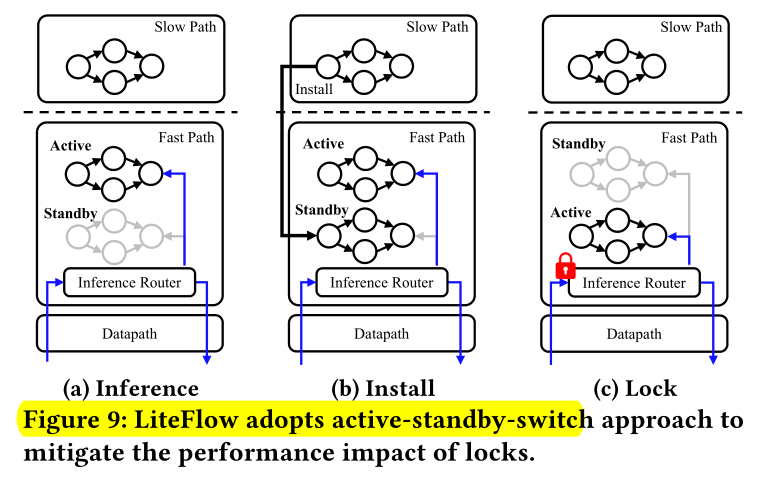 Slow Path
Fast Path
Active
Standby
Inference Router
Datapath
(a) Inference
Slow Path
Install
Fast Path
Active
Standby
Inference Router
Datapath
(b) Install
Slow Path
Fast Path
Standby
Active
Inference Router
Datapath
(c) Lock
Figure 9: LiteFlow adopts active-standby-switch approach to
mitigate the performance impact of locks.